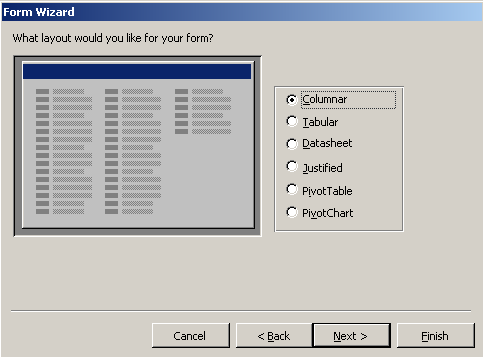 Form Wizard
What layout would you like for your form?
Columnar
Tabular
Datasheet
Justified
PivotTable
PivotChart
Cancel < Back Next > Finish